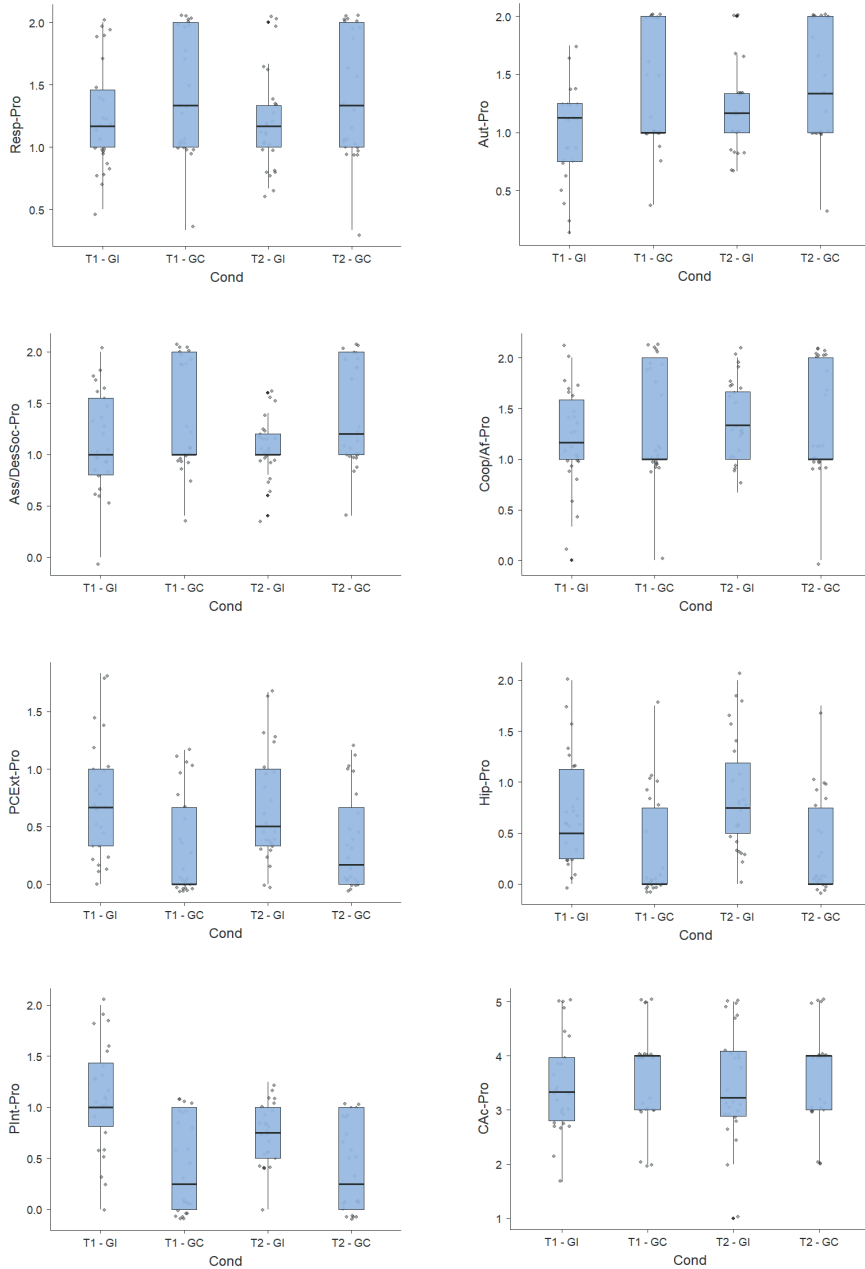 2.0
1.5
1.0
0.5
Resp-Pro
T1 - GI T1 - GC T2 - GI T2 - GC
Cond
2.0
1.5
1.0
0.5
Aut-Pro
T1 - GI T1 - GC T2 - GI T2 - GC
Cond
2.0
1.5
1.0
0.5
0.0
Ass/DesSoc-Pro
T1 - GI T1 - GC T2 - GI T2 - GC
Cond
2.0
1.5
1.0
0.5
0.0
Coop/Af-Pro
T1 - GI T1 - GC T2 - GI T2 - GC
Cond
1.5
1.0
0.5
0.0
PCExt-Pro
T1 - GI T1 - GC T2 - GI T2 - GC
Cond
2.0
1.5
1.0
0.5
0.0
Hip-Pro
T1 - GI T1 - GC T2 - GI T2 - GC
Cond
2.0
1.5
1.0
0.5
0.0
PInt-Pro
T1 - GI T1 - GC T2 - GI T2 - GC
Cond
5
4
3
2
1
CAc-Pro
T1 - GI T1 - GC T2 - GI T2 - GC
Cond